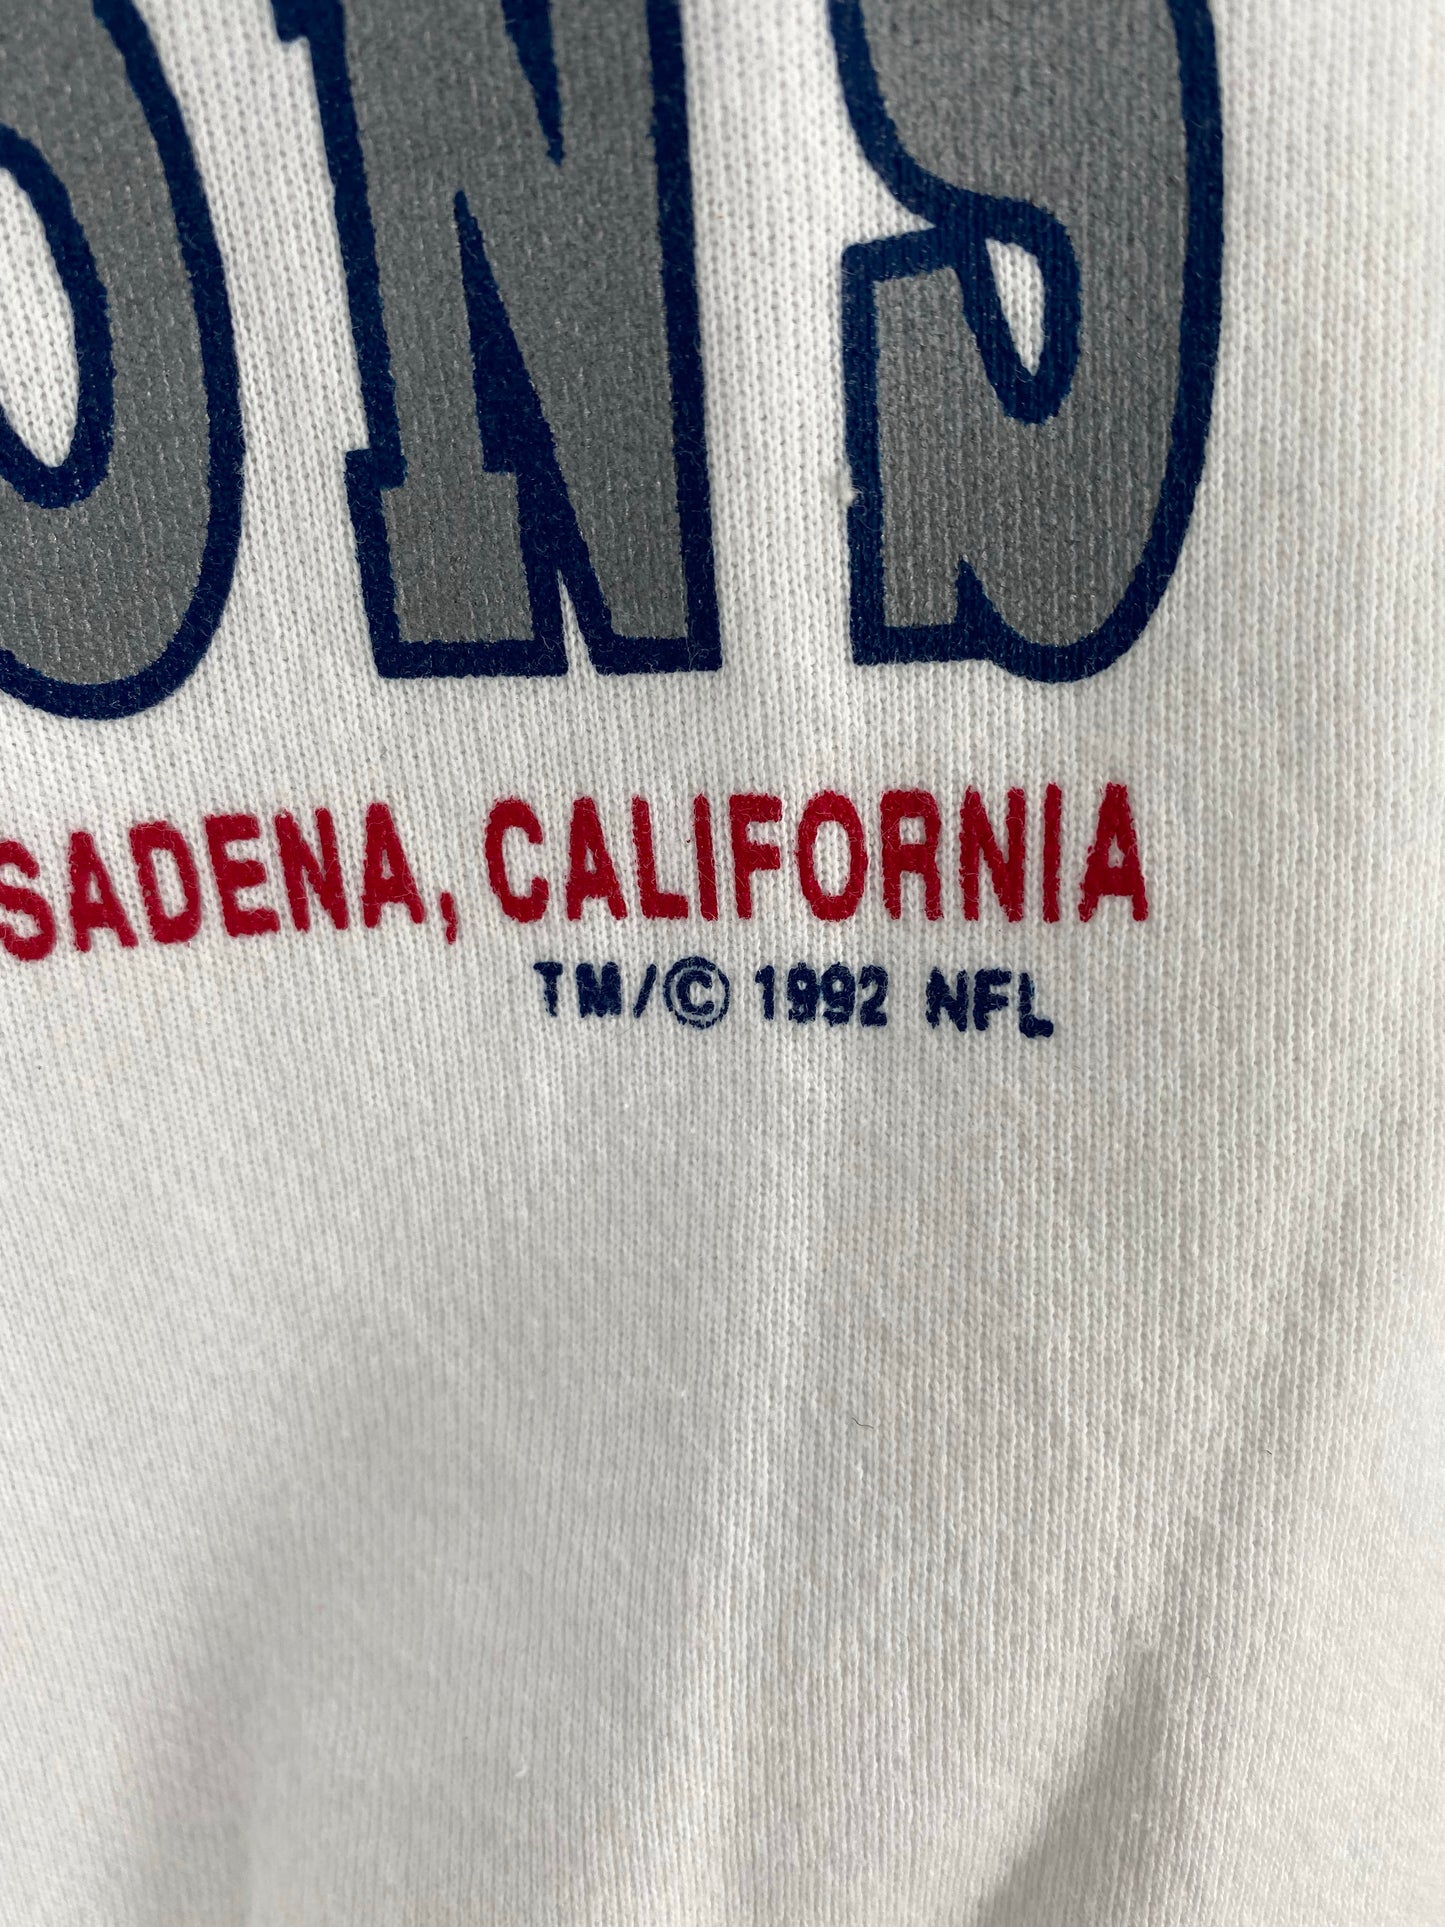 ONS
SADENA, CALIFORNIA
TM/© 1992 NFL